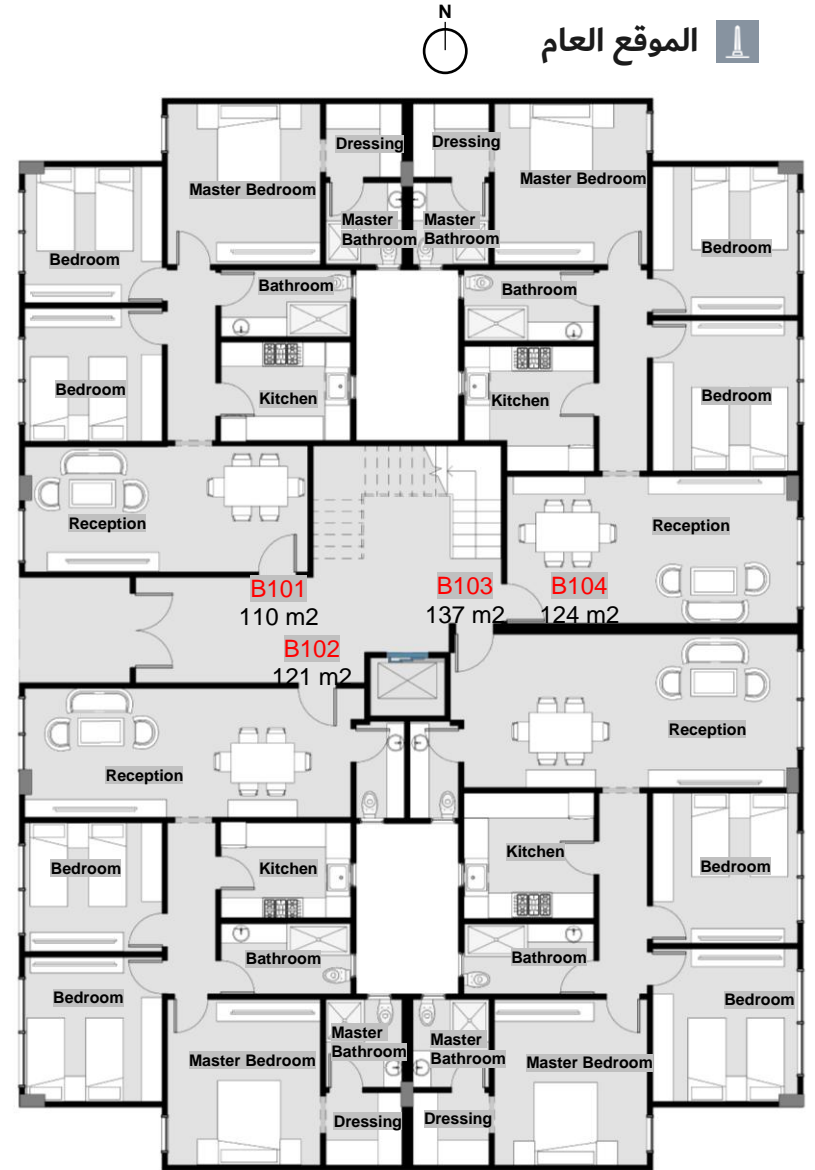 N
الموقع العام
Dressing
Dressing
Master Bedroom
Master Bedroom
Master
Bathroom
Master
Bathroom
Bedroom
Bedroom
Bathroom
Bathroom
Bedroom
Kitchen
Kitchen
Bedroom
Reception
Reception
B101
110 m2
B103
137 m2
B104
124 m2
B102
121 m2
Reception
Reception
Bedroom
Kitchen
Kitchen
Bedroom
Bathroom
Bathroom
Bedroom
Bedroom
Master Bedroom
Master
Bathroom
Master
Bathroom
Master Bedroom
Dressing
Dressing